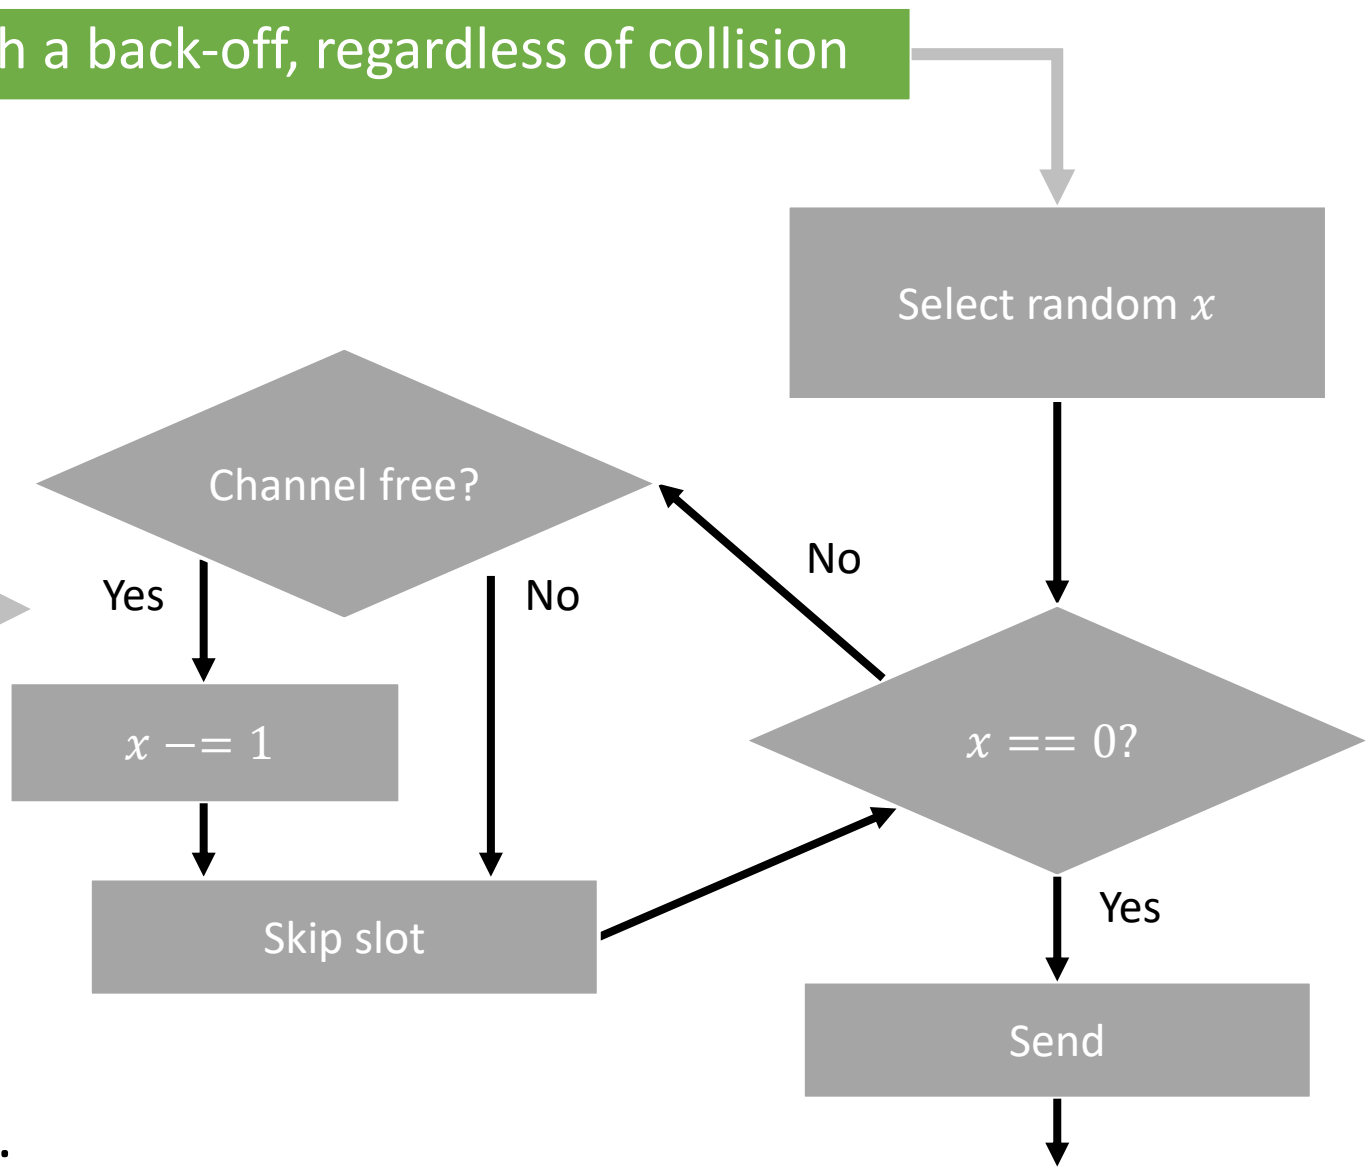 h a back-off, regardless of collision
Select random x
Channel free?
No
Yes
No
x −= 1
x == 0?
Skip slot
Yes
Send
.